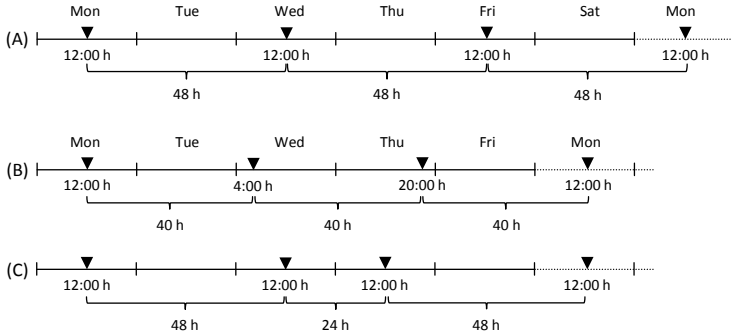 Mon Tue Wed Thu Fri Sat Mon
(A)
12:00 h 12:00 h 12:00 h 12:00 h
48 h 48 h 48 h
Mon Tue Wed Thu Fri Mon
(B)
12:00 h 4:00 h 20:00 h 12:00 h
40 h 40 h 40 h
(C)
12:00 h 12:00 h 12:00 h 12:00 h
48 h 24 h 48 h